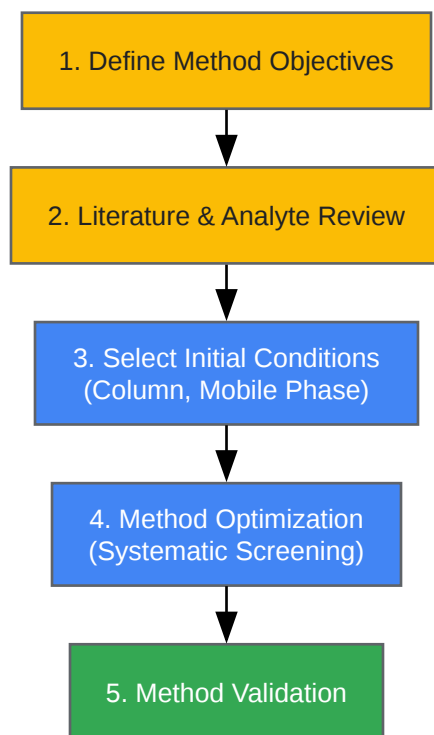 1. Define Method Objectives
2. Literature & Analyte Review
3. Select Initial Conditions
(Column, Mobile Phase)
4. Method Optimization
(Systematic Screening)
5. Method Validation